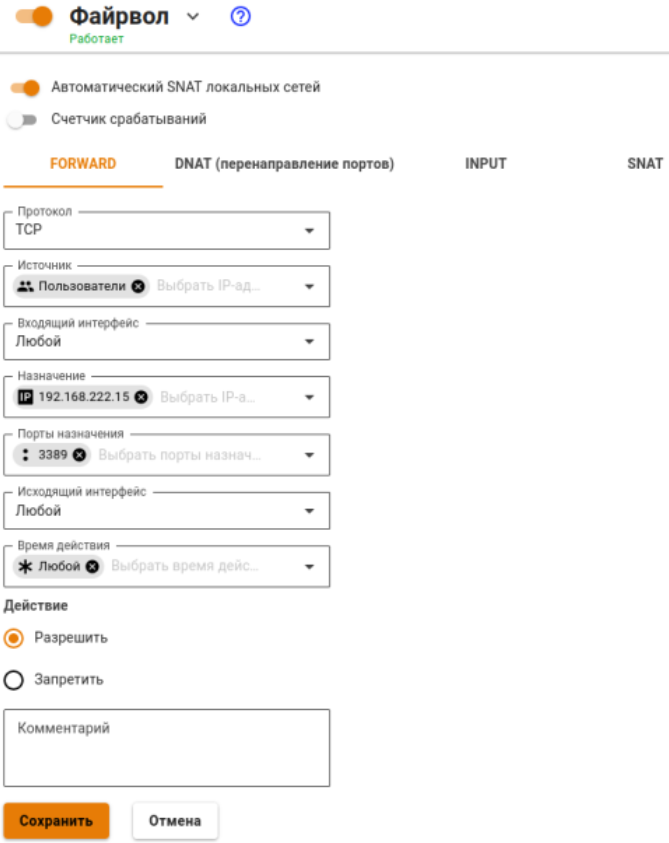 Файрвол
Работает
Автоматический SNAT локальных сетей
Счетчик срабатываний
FORWARD DNAT (перенаправление портов) INPUT SNAT
Протокол
TCP
Источник
Пользователи Выбрать IP-ад...
Входящий интерфейс
Любой
Назначение
IP 192.168.222.15 Выбрать IP-а...
Порты назначения
3389 Выбрать порты назнач...
Исходящий интерфейс
Любой
Время действия
Любой Выбрать время дейс...
Действие
Разрешить
Запретить
Комментарий
Сохранить Отмена